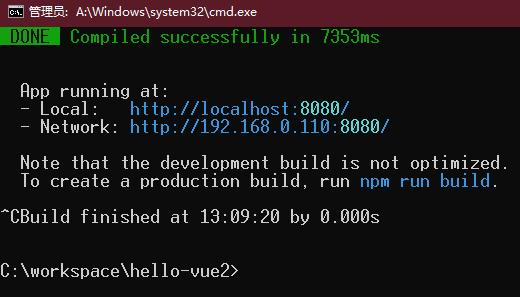 管理员: A:\Windows\system32\cmd.exe
DONE Compiled successfully in 7353ms
App running at:
- Local: http://localhost:8080/
- Network: http://192.168.0.110:8080/
Note that the development build is not optimized.
To create a production build, run npm run build.
^CBuild finished at 13:09:20 by 0.000s
C:\workspace\hello-vue2>